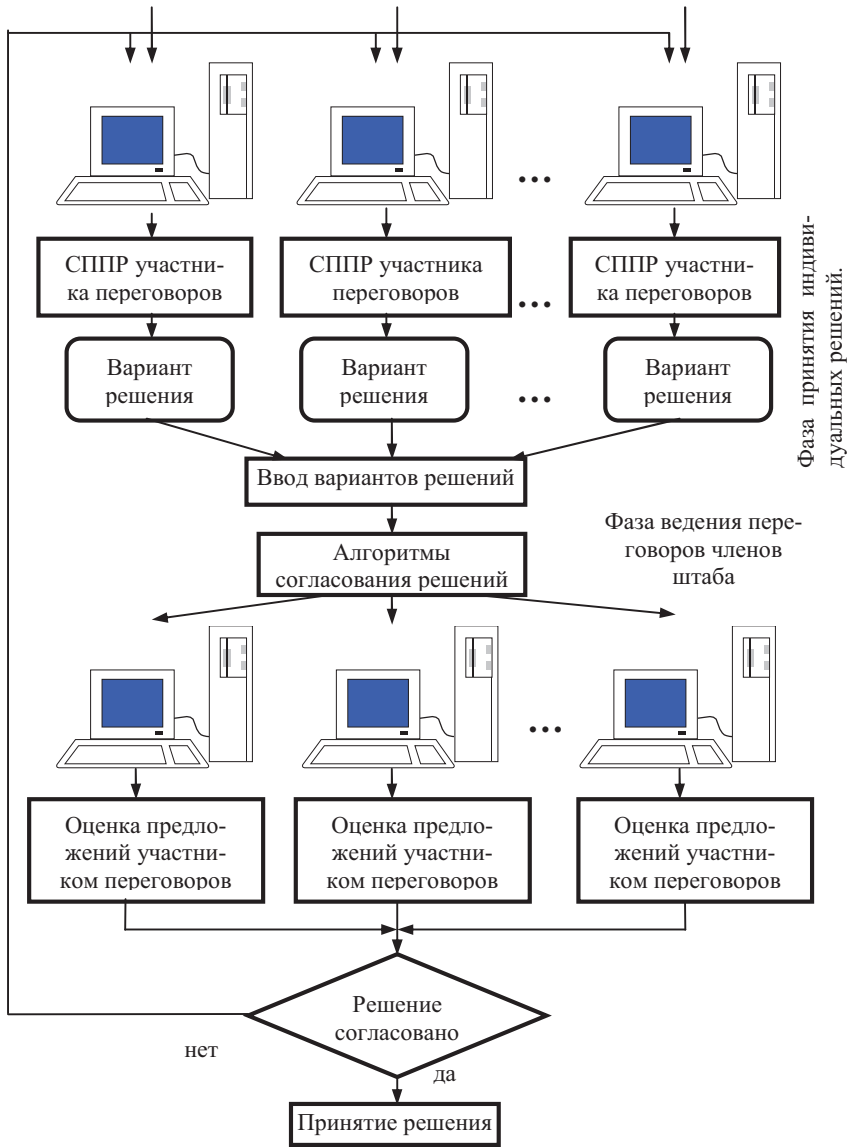 ...
СППР участни-
ка переговоров
СППР участника
переговоров
...
СППР участни-
ка переговоров
Вариант
решения
Вариант
решения
...
Вариант
решения
Фаза принятия индиви-
дуальных решений.
Ввод вариантов решений
Фаза ведения пере-
говоров членов
штаба
Алгоритмы
согласования решений
...
Оценка предло-
жений участни-
ком переговоров
Оценка предло-
жений участни-
ком переговоров
Оценка предло-
жений участни-
ком переговоров
Решение
согласовано
нет
да
Принятие решения